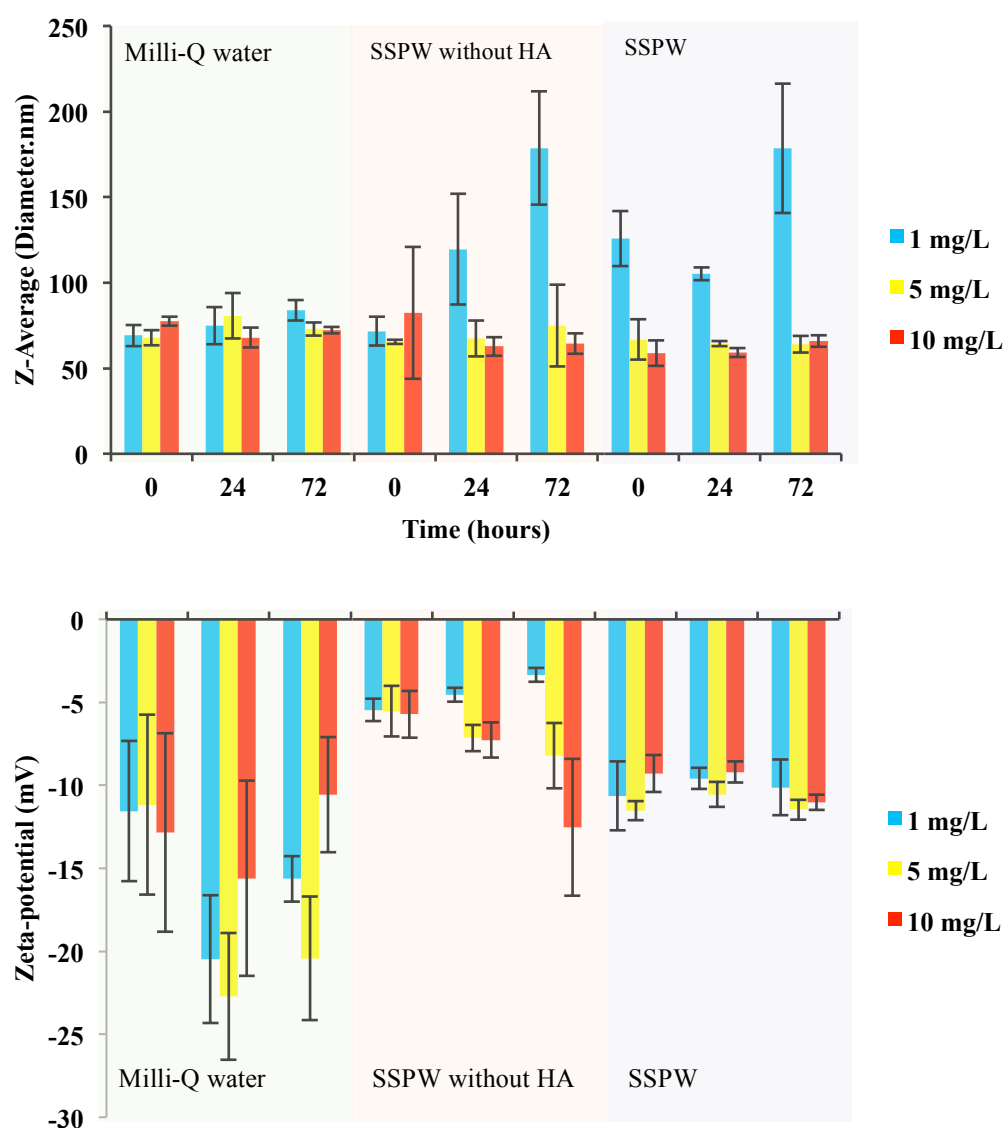 250
200
150
100
50
0
Z-Average (Diameter.nm)
Milli-Q water
SSPW without HA
SSPW
1 mg/L
5 mg/L
10 mg/L
0 24 72 0 24 72 0 24 72
Time (hours)
0
-5
-10
-15
-20
-25
-30
Zeta-potential (mV)
1 mg/L
5 mg/L
10 mg/L
Milli-Q water
SSPW without HA
SSPW